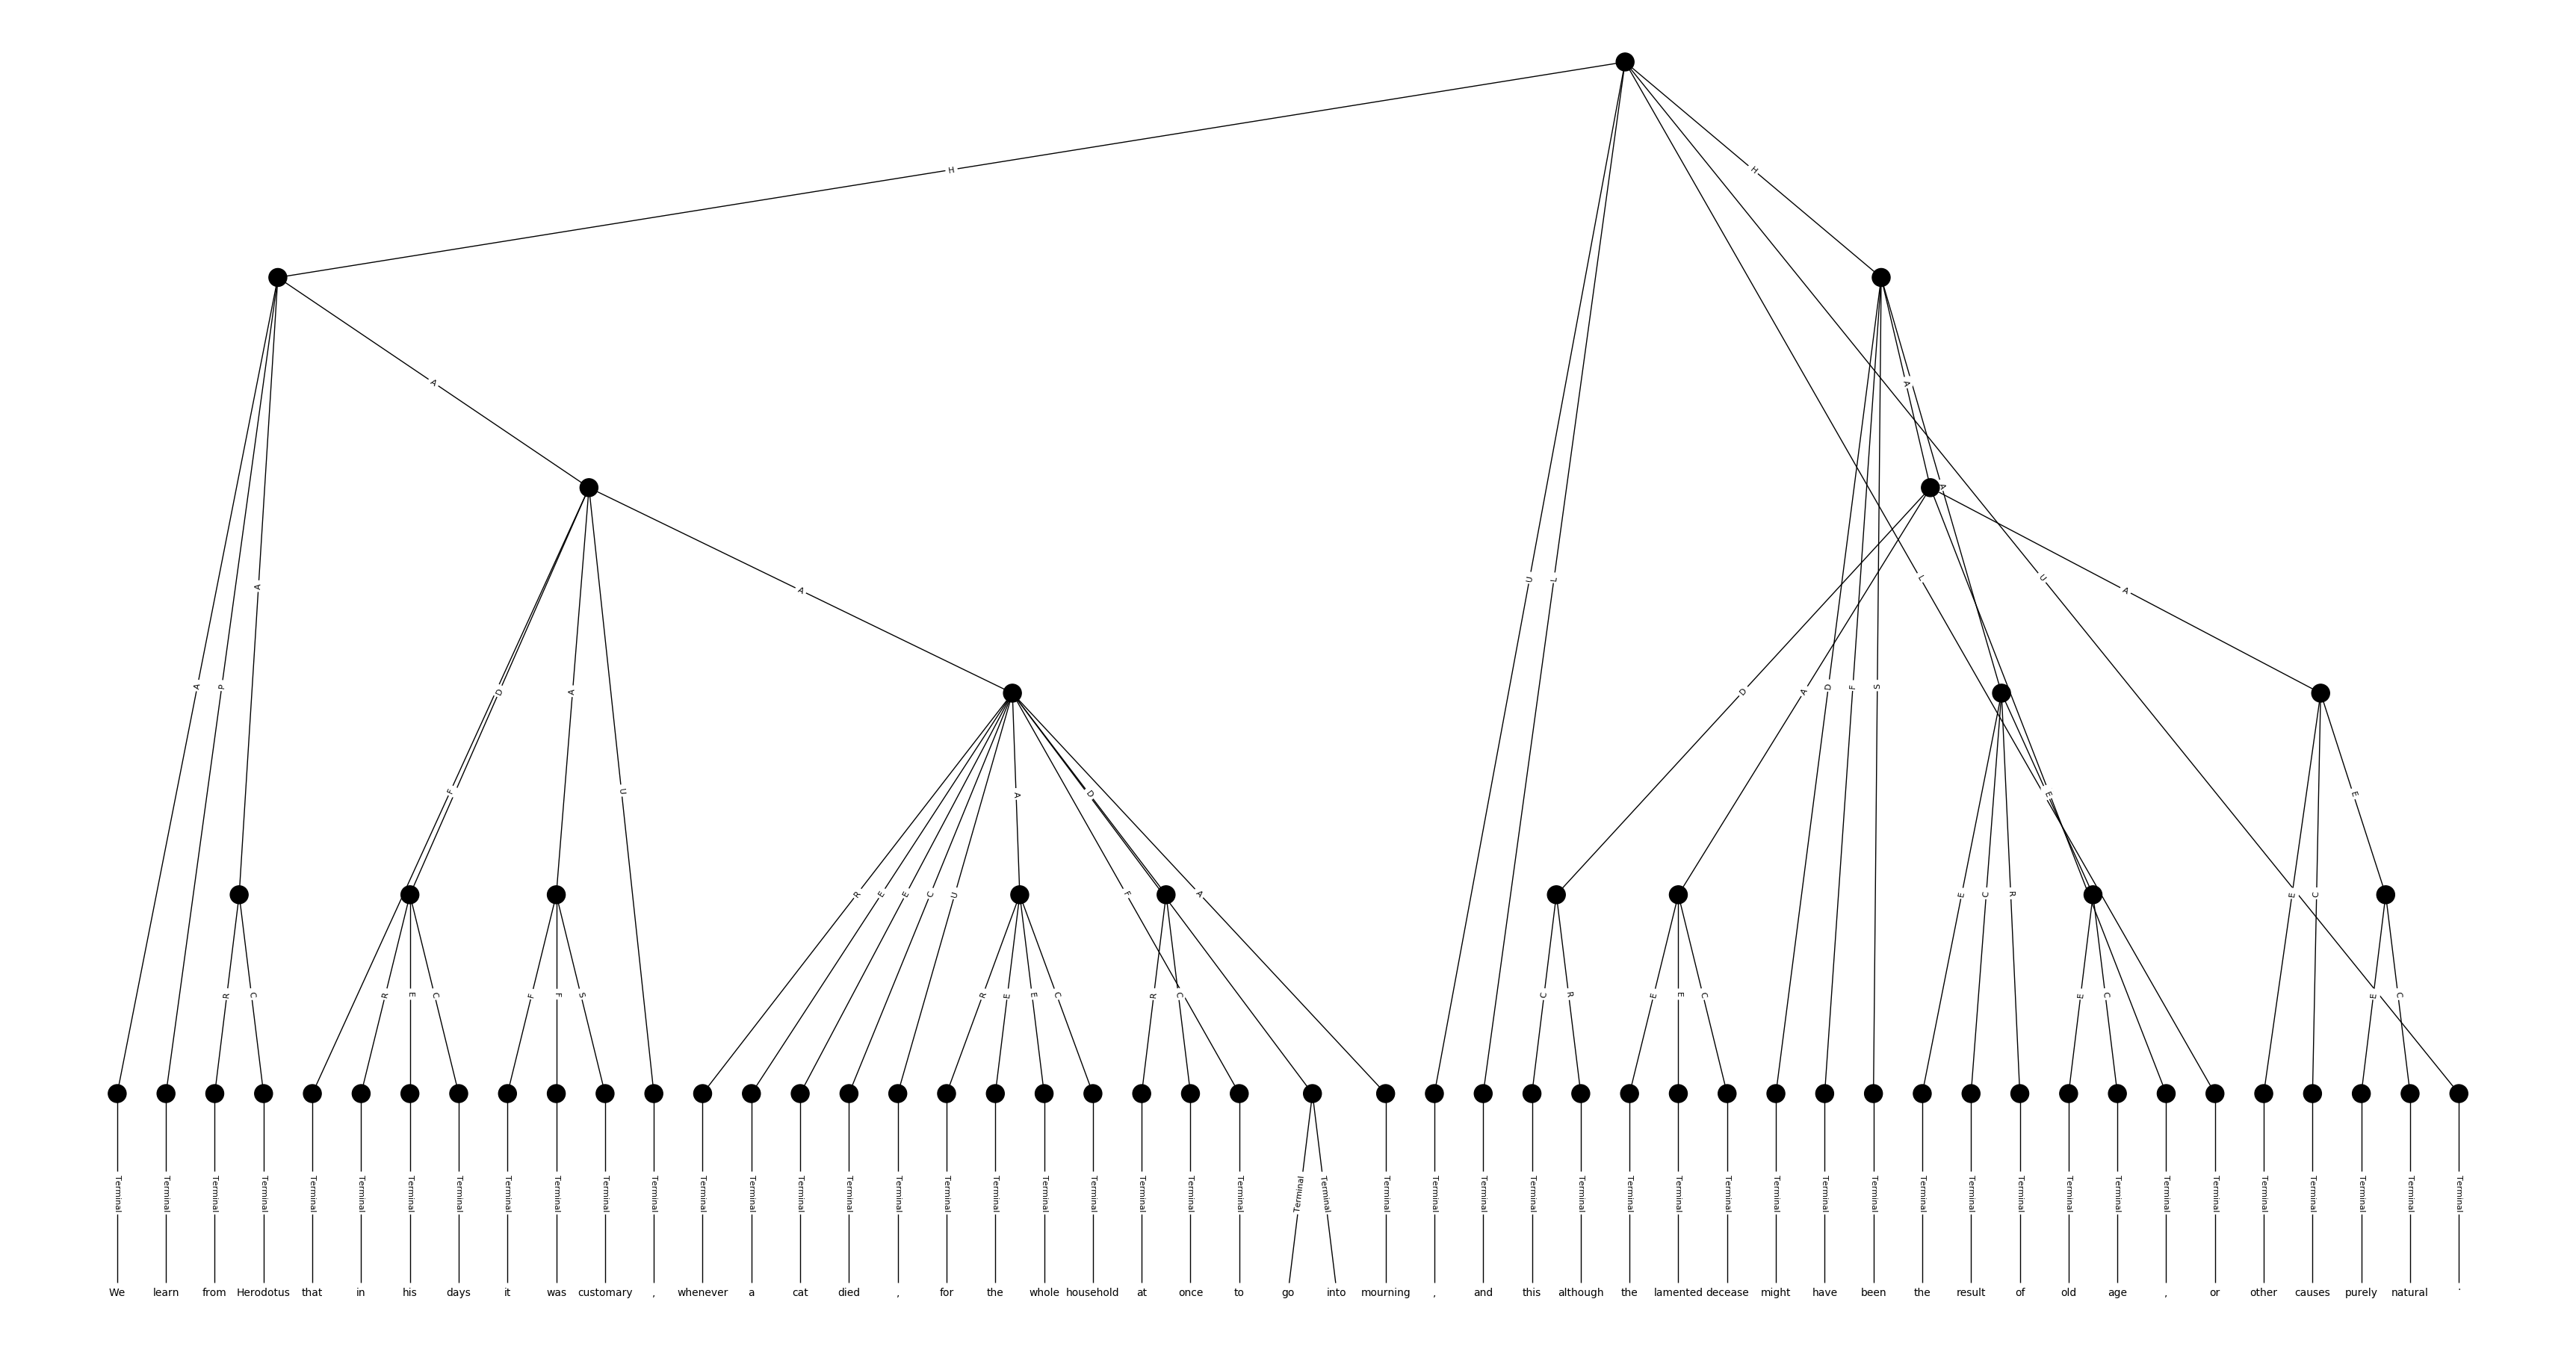 H
H
A
A
A
P
A
A
A
U
L
L
U
A
D
A
D
F
S
D
A
F
U
A
D
E
E
R
E
E
C
U
F
A
E
C
R
E
C
R
C
R
E
C
F
F
S
R
E
E
C
R
C
C
R
E
E
C
E
C
E
C
Terminal Terminal Terminal Terminal Terminal Terminal Terminal Terminal Terminal Terminal Terminal Terminal Terminal Terminal Terminal Terminal Terminal Terminal Terminal Terminal Terminal Terminal Terminal Terminal Terminal Terminal Terminal Terminal Terminal Terminal Terminal Terminal Terminal Terminal Terminal Terminal Terminal Terminal Terminal Terminal Terminal Terminal Terminal Terminal Terminal Terminal Terminal Terminal Terminal
We learn from Herodotus that in his days it was customary , whenever a cat died , for the whole household at once to go into mourning , and this although the lamented decease might have been the result of old age , or other causes purely natural .